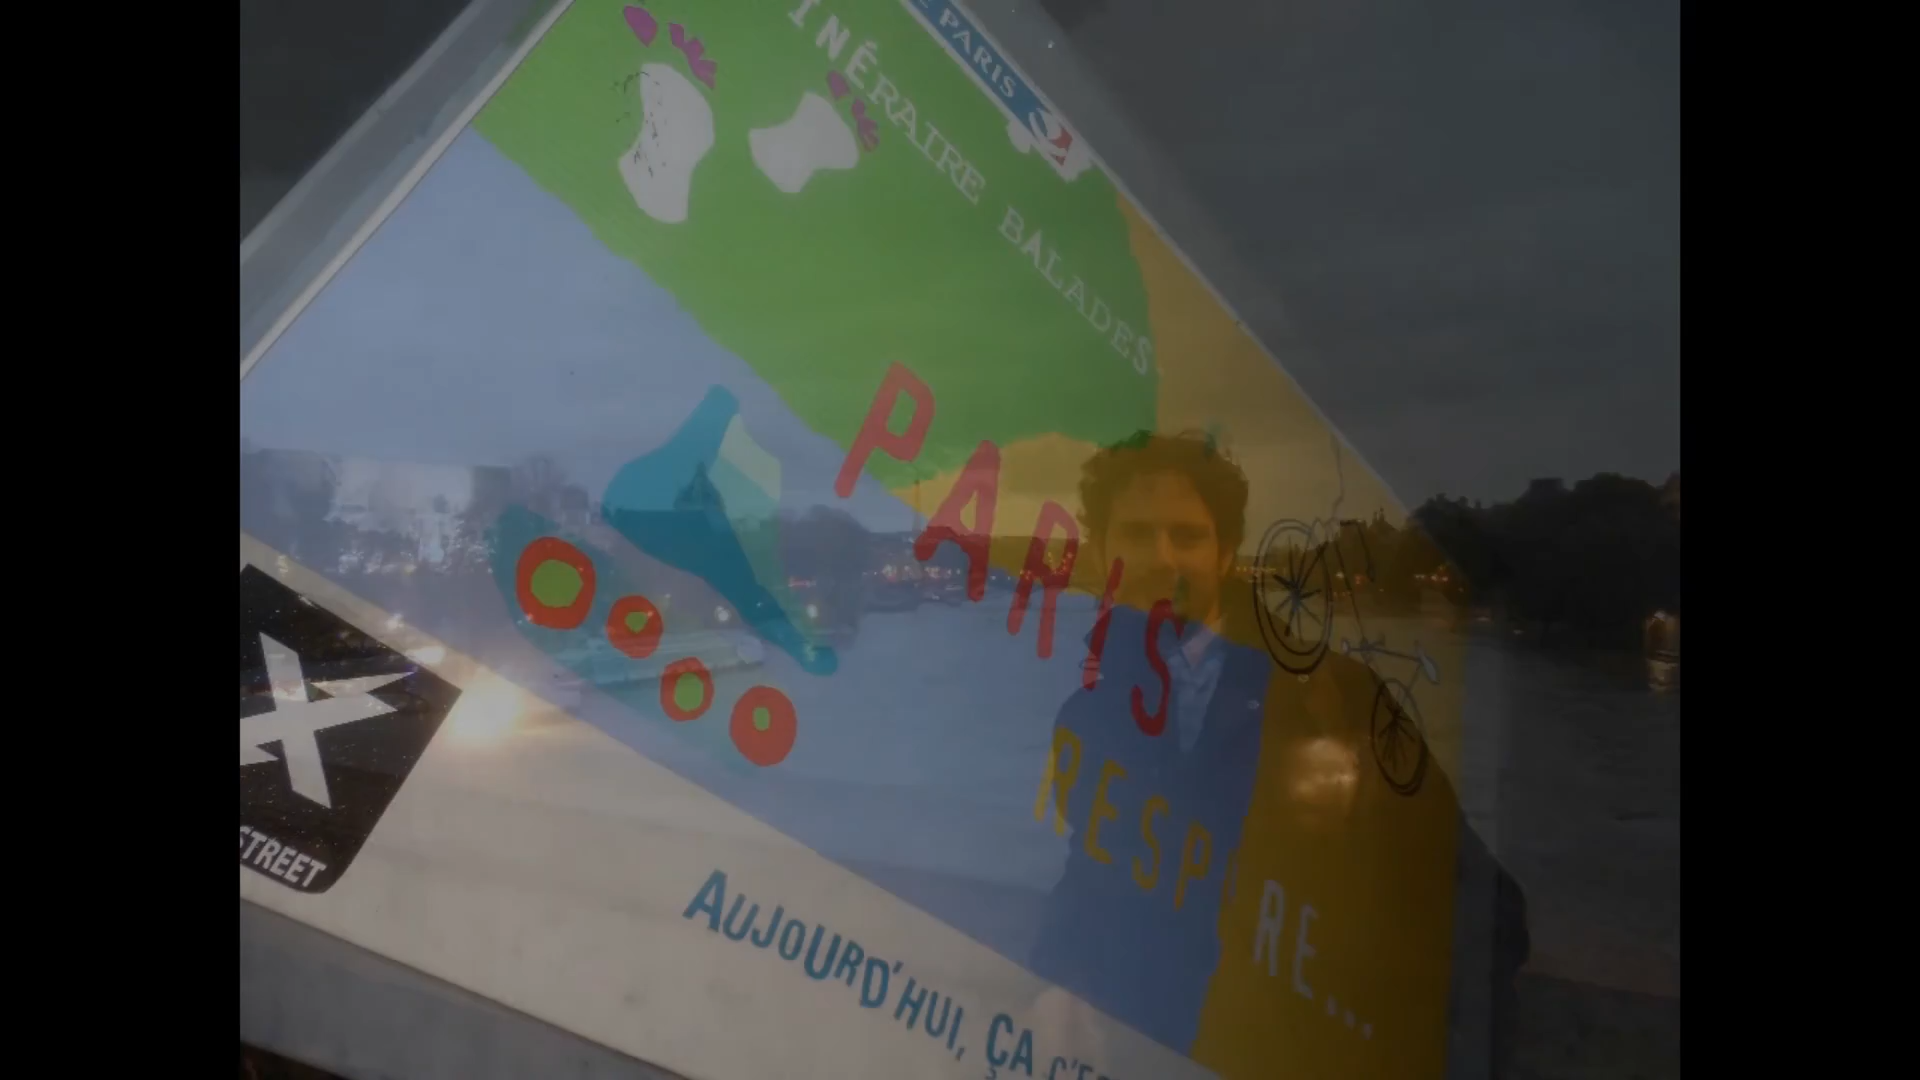 PARIS
INÉRAIRE BALADES
PARIS
RESPIRE...
STREET
AUJOURD'HUI, ÇA